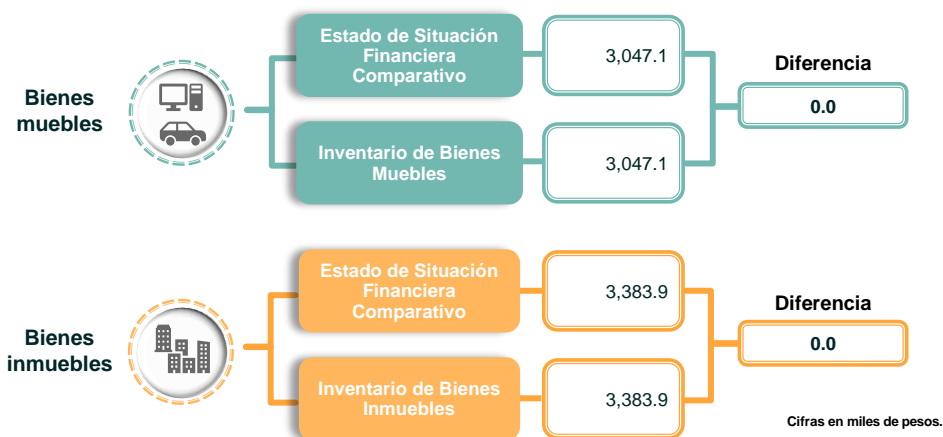 Bienes
muebles
Estado de Situación
Financiera
Comparativo
3,047.1
Inventario de Bienes
Muebles
3,047.1
Diferencia
0.0
Bienes
inmuebles
Estado de Situación
Financiera
Comparativo
3,383.9
Inventario de Bienes
Inmuebles
3,383.9
Diferencia
0.0
Cifras en miles de pesos.